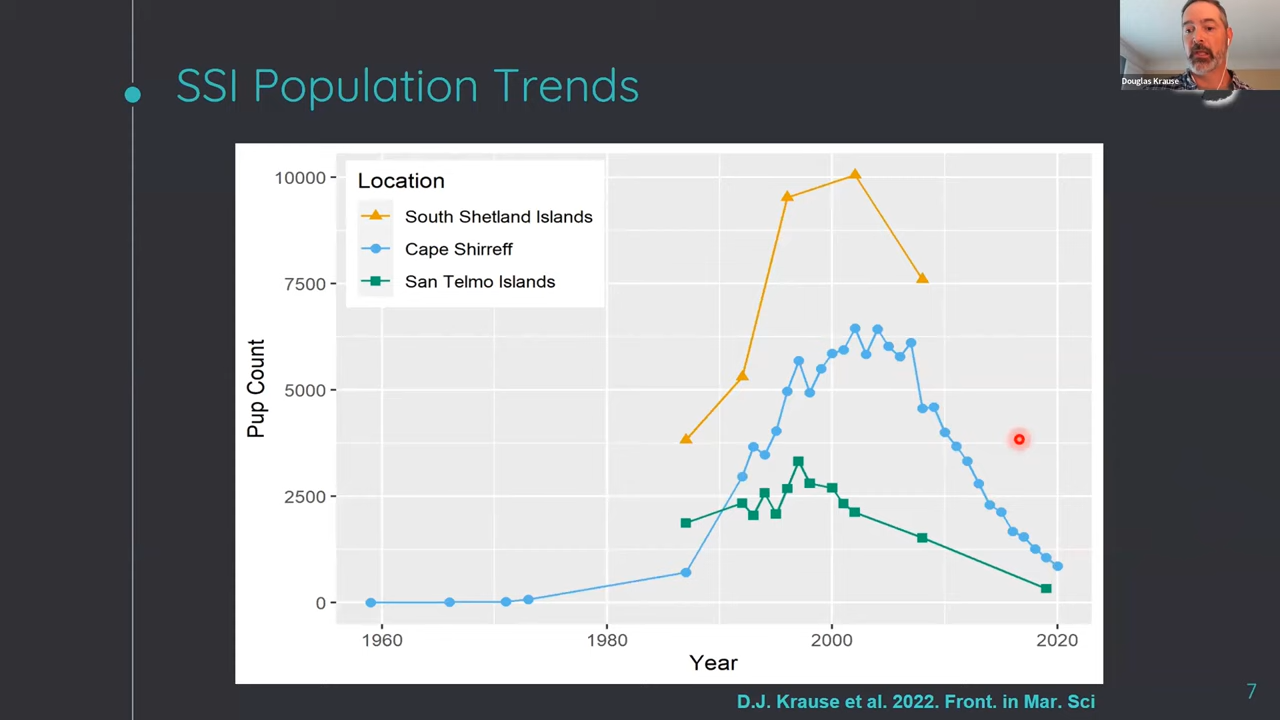 SSI Population Trends
Douglas Krause
Location
South Shetland Islands
Cape Shirreff
San Telmo Islands
10000
7500
5000
2500
0
Pup Count
1960
1980
2000
2020
Year
D.J. Krause et al. 2022. Front. in Mar. Sci
7